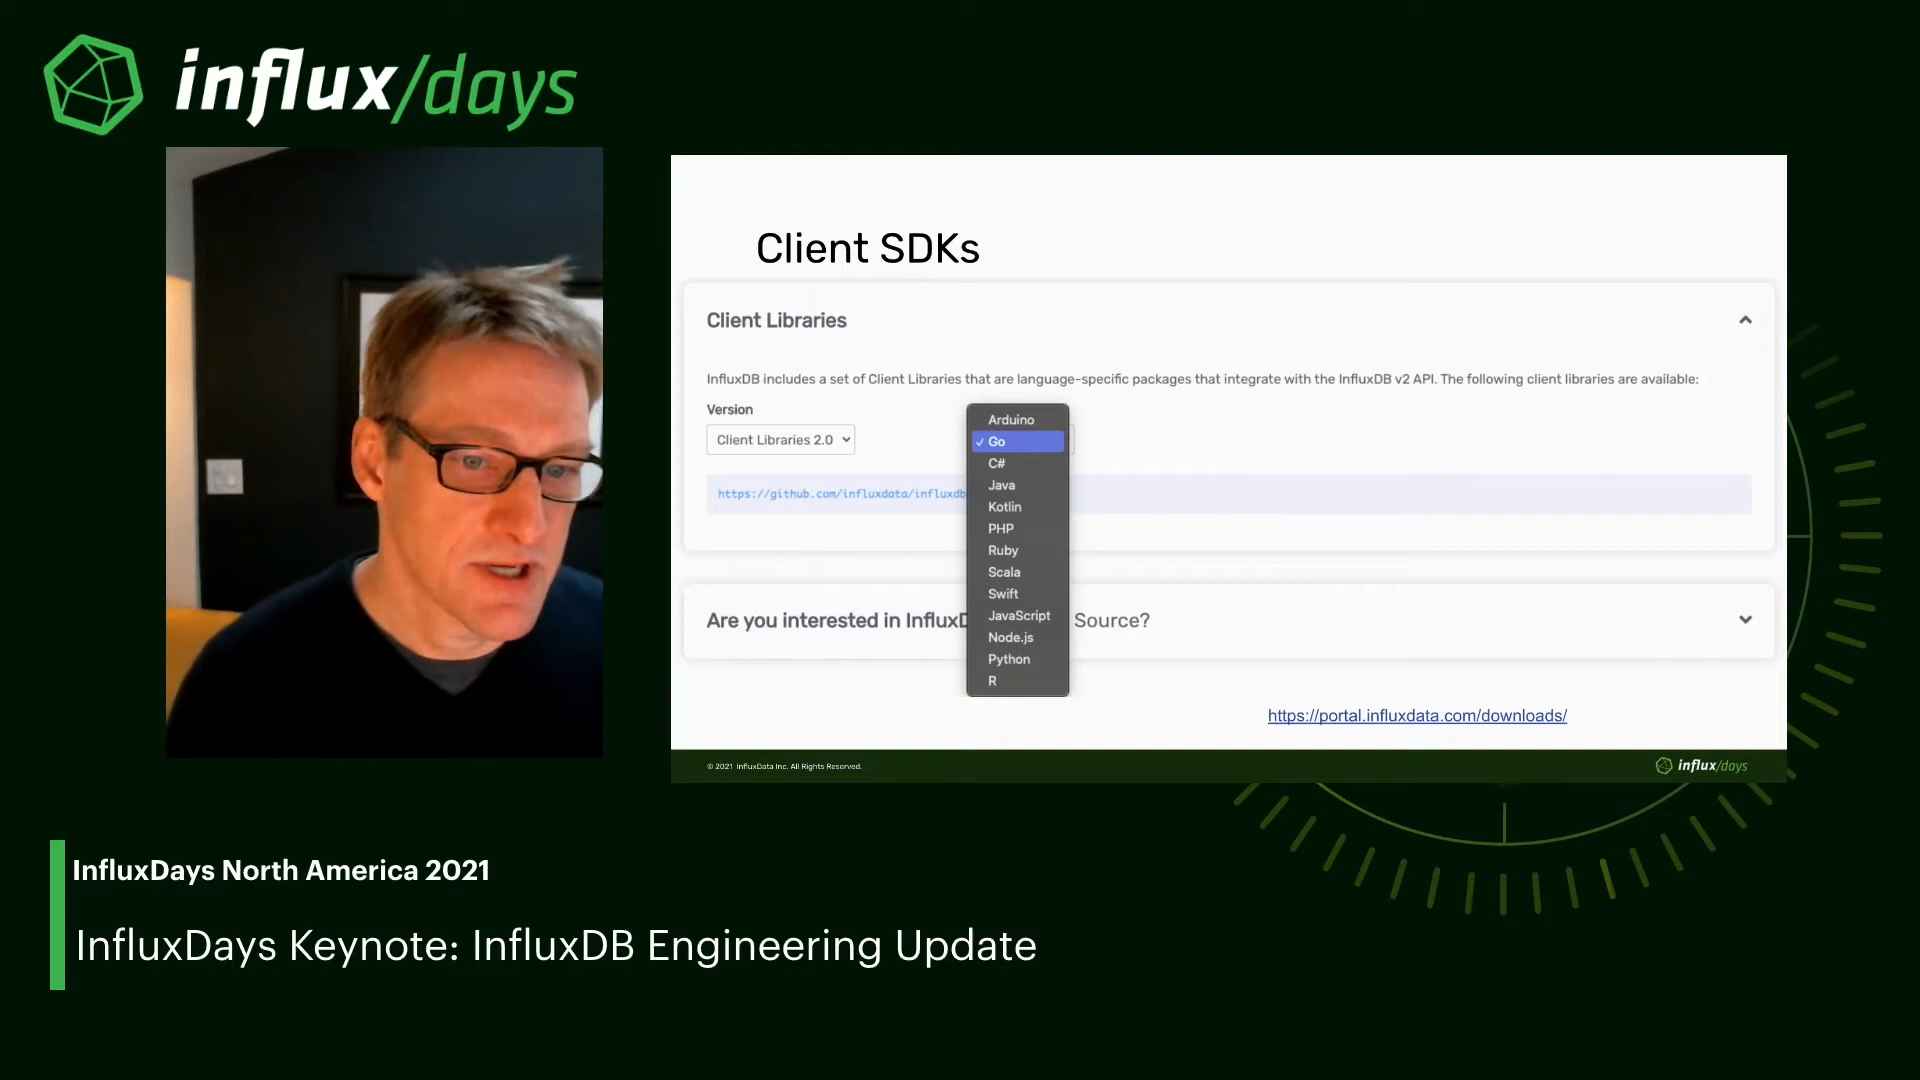 influx/days
Client SDKs
Client Libraries
InfluxDB includes a set of Client Libraries that are language-specific packages that integrate with the InfluxDB v2 API. The following client libraries are available:
Version
Client Libraries 2.0
Arduino
✓ Go
C#
Java
Kotlin
PHP
Ruby
Scala
Swift
JavaScript
Node.js
Python
R
https://github.com/influxdata/influxdb
Are you interested in Influx Source?
https://portal.influxdata.com/downloads/
© 2021 InfluxData Inc. All Rights Reserved.
influx/days
InfluxDays North America 2021
InfluxDays Keynote: InfluxDB Engineering Update